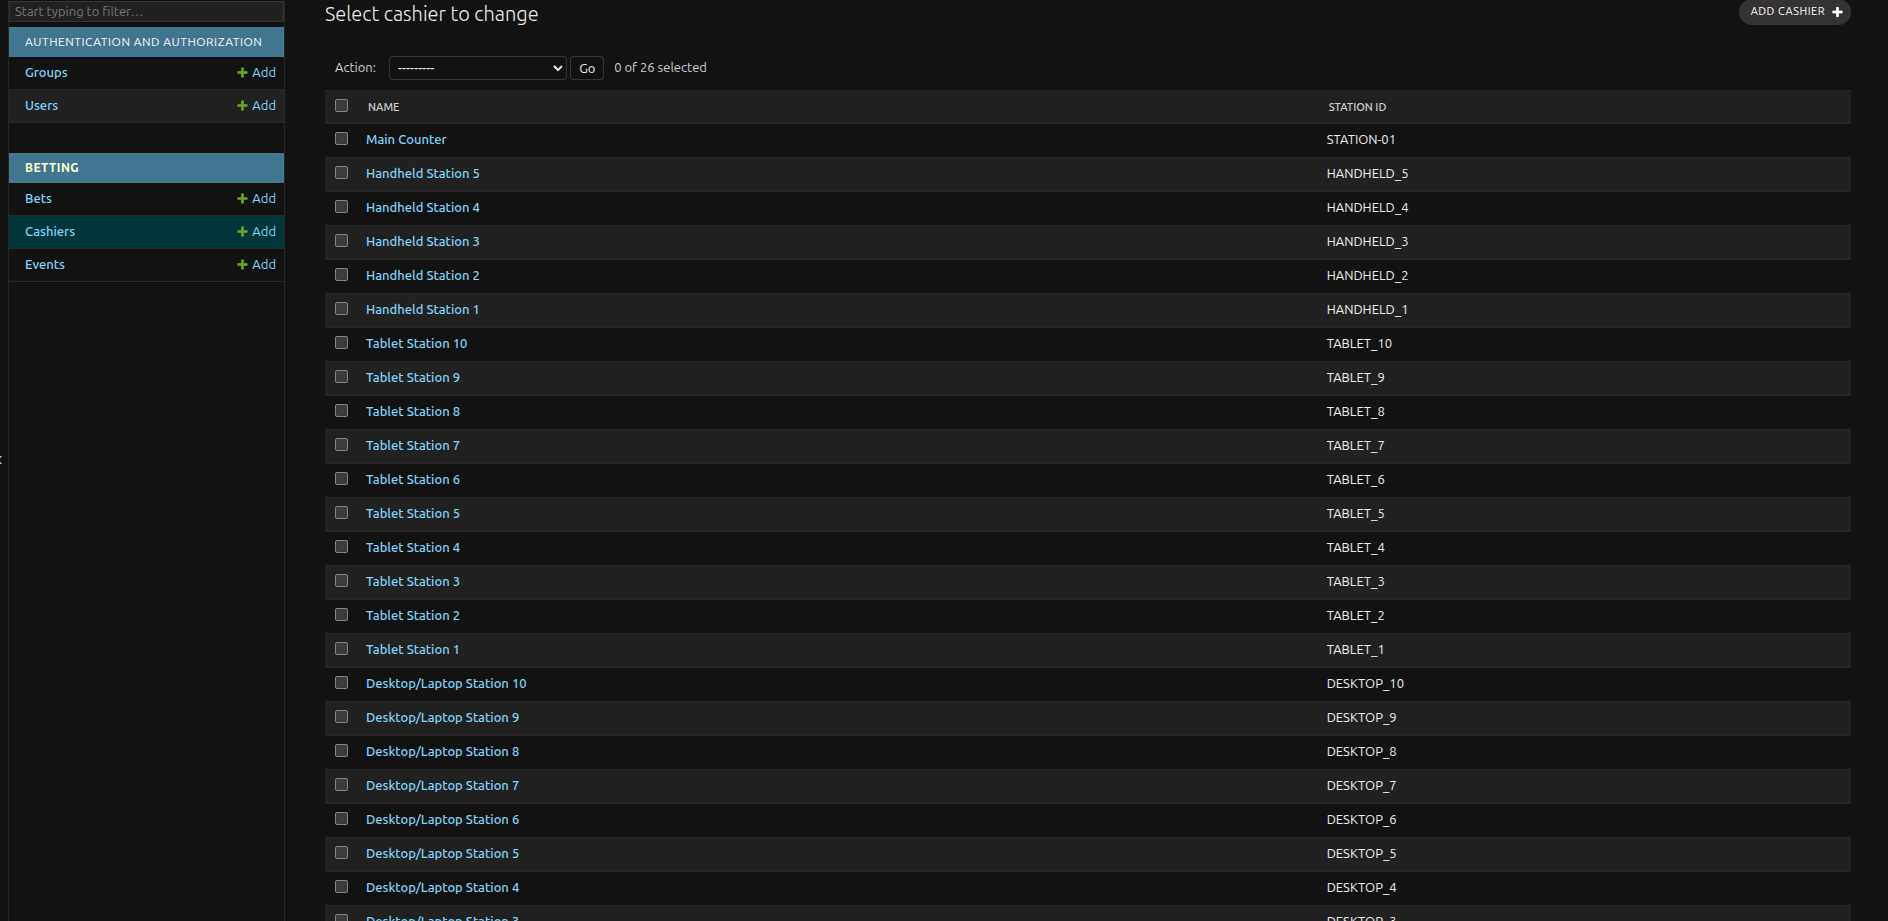 Start typing to filter...
AUTHENTICATION AND AUTHORIZATION
Groups + Add
Users + Add
BETTING
Bets + Add
Cashiers + Add
Events + Add
Select cashier to change
ADD CASHIER +
Action: --------- Go 0 of 26 selected
NAME STATION ID
Main Counter STATION-01
Handheld Station 5 HANDHELD_5
Handheld Station 4 HANDHELD_4
Handheld Station 3 HANDHELD_3
Handheld Station 2 HANDHELD_2
Handheld Station 1 HANDHELD_1
Tablet Station 10 TABLET_10
Tablet Station 9 TABLET_9
Tablet Station 8 TABLET_8
Tablet Station 7 TABLET_7
Tablet Station 6 TABLET_6
Tablet Station 5 TABLET_5
Tablet Station 4 TABLET_4
Tablet Station 3 TABLET_3
Tablet Station 2 TABLET_2
Tablet Station 1 TABLET_1
Desktop/Laptop Station 10 DESKTOP_10
Desktop/Laptop Station 9 DESKTOP_9
Desktop/Laptop Station 8 DESKTOP_8
Desktop/Laptop Station 7 DESKTOP_7
Desktop/Laptop Station 6 DESKTOP_6
Desktop/Laptop Station 5 DESKTOP_5
Desktop/Laptop Station 4 DESKTOP_4
Desktop/Laptop Station 3 DESKTOP_3